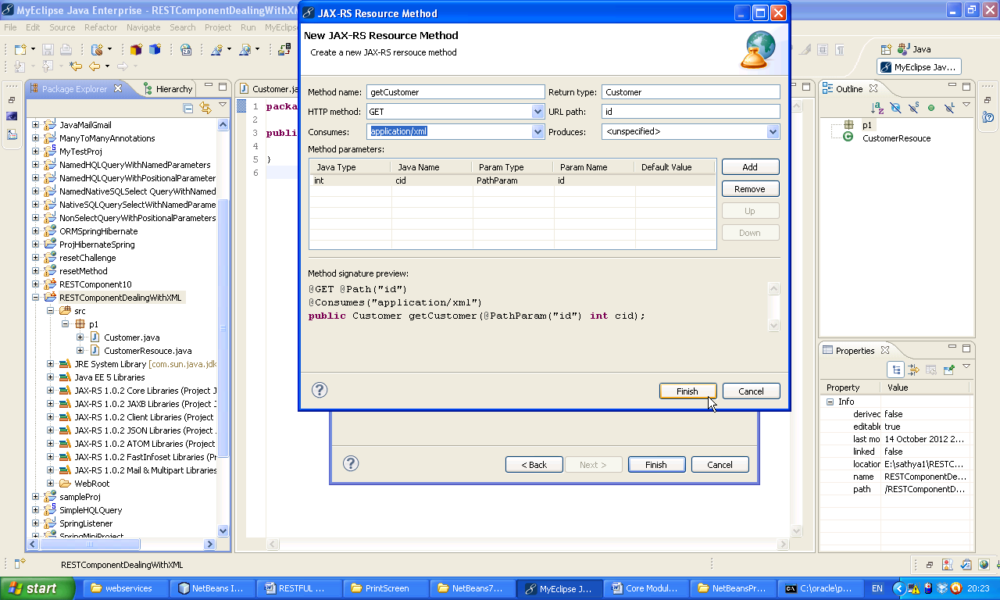 MyEclipse Java Enterprise - RESTComponentDealingWithXML
File Edit Source Refactor Navigate Search Project Run MyEclipse
Java
MyEclipse Jav...
Package Explorer
Hierarchy
JavaMailGmail
ManyToManyAnnotations
MyTestProj
NamedHQLQueryWithNamedParameters
NamedHQLQueryWithPositionalParameter
NamedNativeSQLSelect QueryWithNamed
NativeSQLQuerySelectWithNamedParame
NonSelectQueryWithPositionalParameters
ORMSpringHibernate
ProjHibernateSpring
resetChallenge
resetMethod
RESTComponent10
RESTComponentDealingWithXML
src
p1
Customer.java
CustomerResouce.java
JRE System Library [com.sun.java.jdk
Java EE 5 Libraries
JAX-RS 1.0.2 Core Libraries (Project J
JAX-RS 1.0.2 JAXB Libraries (Project J
JAX-RS 1.0.2 Client Libraries (Project
JAX-RS 1.0.2 JSON Libraries (Project .
JAX-RS 1.0.2 ATOM Libraries (Project
JAX-RS 1.0.2 FastInfoset Libraries (Pr
JAX-RS 1.0.2 Mail & Multipart Libraries
WebRoot
sampleProj
SimpleHQLQuery
SpringListener
SpringMiniProject
Customer.ja
1 packa
2
3 publi
4
5 }
6
JAX-RS Resource Method
New JAX-RS Resource Method
Create a new JAX-RS rersouce method
Method name: getCustomer Return type: Customer
HTTP method: GET URL path: id
Consumes: application/xml Produces: <unspecified>
Method parameters:
Java Type Java Name Param Type Param Name Default Value
int cid PathParam id
Add
Remove
Up
Down
Method signature preview:
@GET @Path("id")
@Consumes("application/xml")
public Customer getCustomer(@PathParam("id") int cid);
Finish Cancel
< Back Next > Finish Cancel
Outline
p1
CustomerResouce
Properties
Property Value
Info
derived false
editable true
last mo 14 October 2012 2...
linked false
location E:\sathya1\RESTC...
name RESTComponentDe...
path /RESTComponentD...
RESTComponentDealingWithXML
start webservices NetBeans I... RESTFUL ... PrintScreen NetBeans7... MyEclipse J... Core Modul... NetBeansPr... C:\oracle\p... EN 20:23